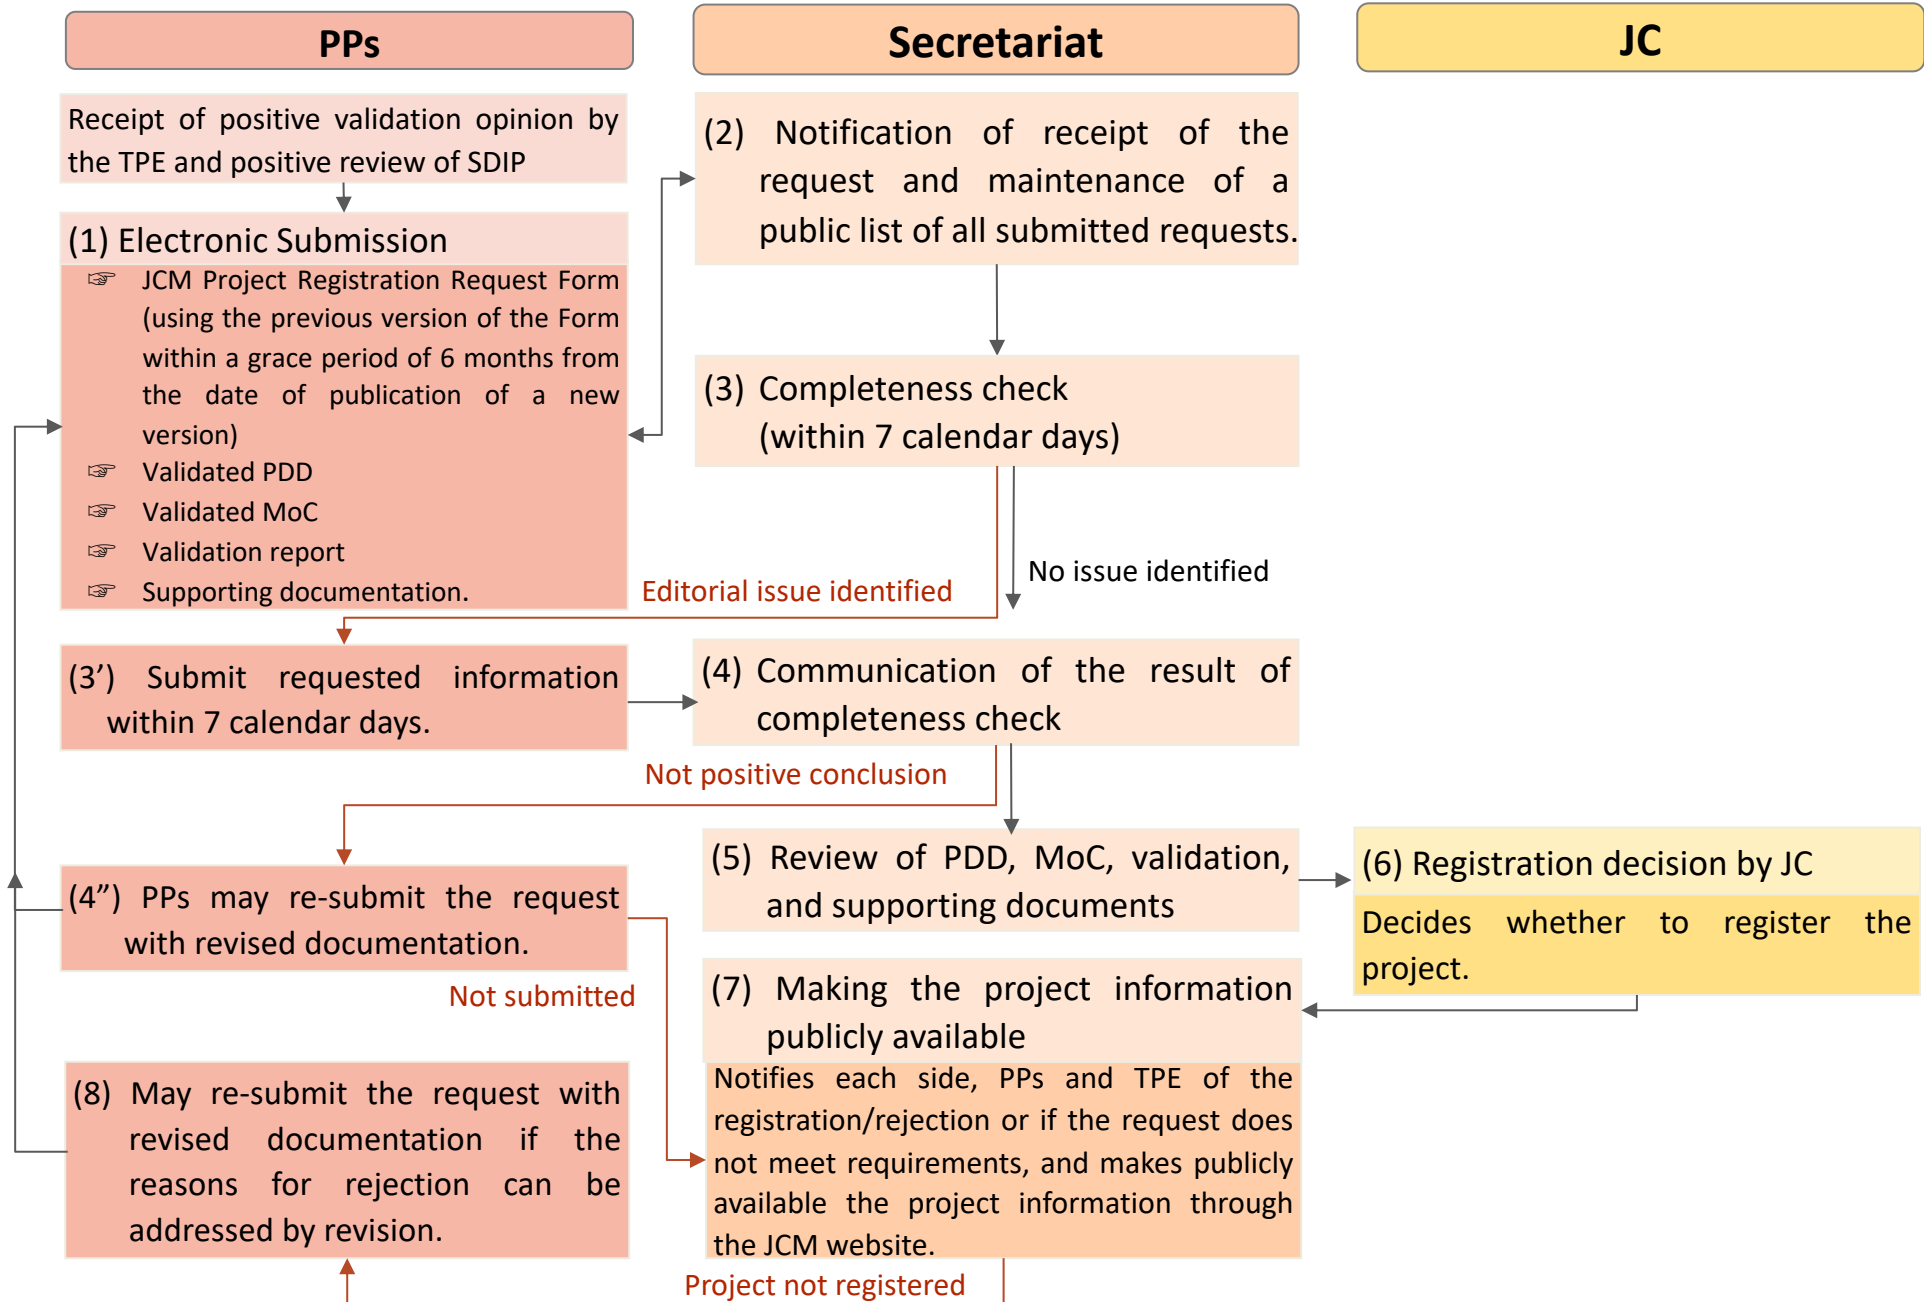 PPs
Secretariat
JC
Receipt of positive validation opinion by
the TPE and positive review of SDIP
(1) Electronic Submission
☞ JCM Project Registration Request Form
(using the previous version of the Form
within a grace period of 6 months from
the date of publication of a new
version)
☞ Validated PDD
☞ Validated MoC
☞ Validation report
☞ Supporting documentation.
(2) Notification of receipt of the
request and maintenance of a
public list of all submitted requests.
(3) Completeness check
(within 7 calendar days)
Editorial issue identified
No issue identified
(3') Submit requested information
within 7 calendar days.
(4) Communication of the result of
completeness check
Not positive conclusion
(4") PPs may re-submit the request
with revised documentation.
Not submitted
(5) Review of PDD, MoC, validation,
and supporting documents
(6) Registration decision by JC
Decides whether to register the
project.
(7) Making the project information
publicly available
Notifies each side, PPs and TPE of the
registration/rejection or if the request does
not meet requirements, and makes publicly
available the project information through
the JCM website.
(8) May re-submit the request with
revised documentation if the
reasons for rejection can be
addressed by revision.
Project not registered